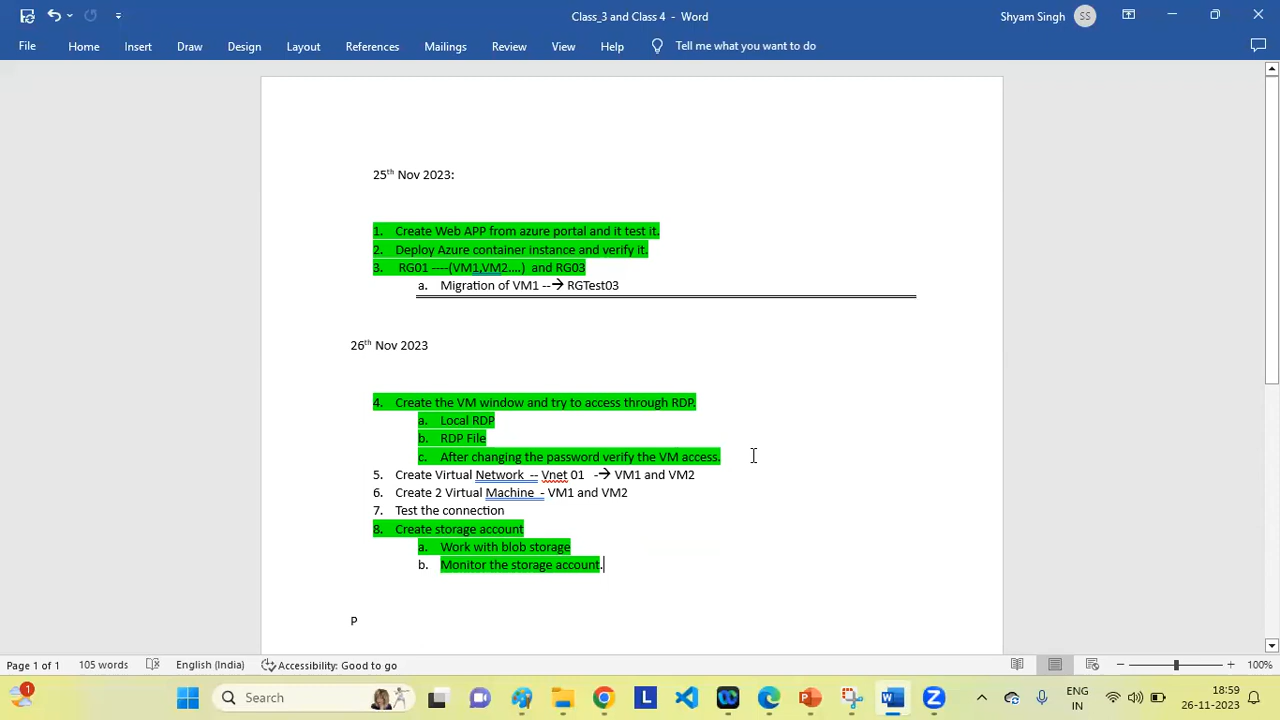 Class_3 and Class 4 - Word
Shyam Singh
SS
File Home Insert Draw Design Layout References Mailings Review View Help Tell me what you want to do
25th Nov 2023:
1. Create Web APP from azure portal and it test it.
2. Deploy Azure container instance and verify it.
3. RG01 ----(VM1,VM2....) and RG03
a. Migration of VM1 --→ RGTest03
26th Nov 2023
4. Create the VM window and try to access through RDP.
a. Local RDP
b. RDP File
c. After changing the password verify the VM access.
5. Create Virtual Network -- Vnet 01 -→ VM1 and VM2
6. Create 2 Virtual Machine - VM1 and VM2
7. Test the connection
8. Create storage account
a. Work with blob storage
b. Monitor the storage account.
P
Page 1 of 1 105 words English (India) Accessibility: Good to go 100%
1 Search L ENG IN 18:59 26-11-2023